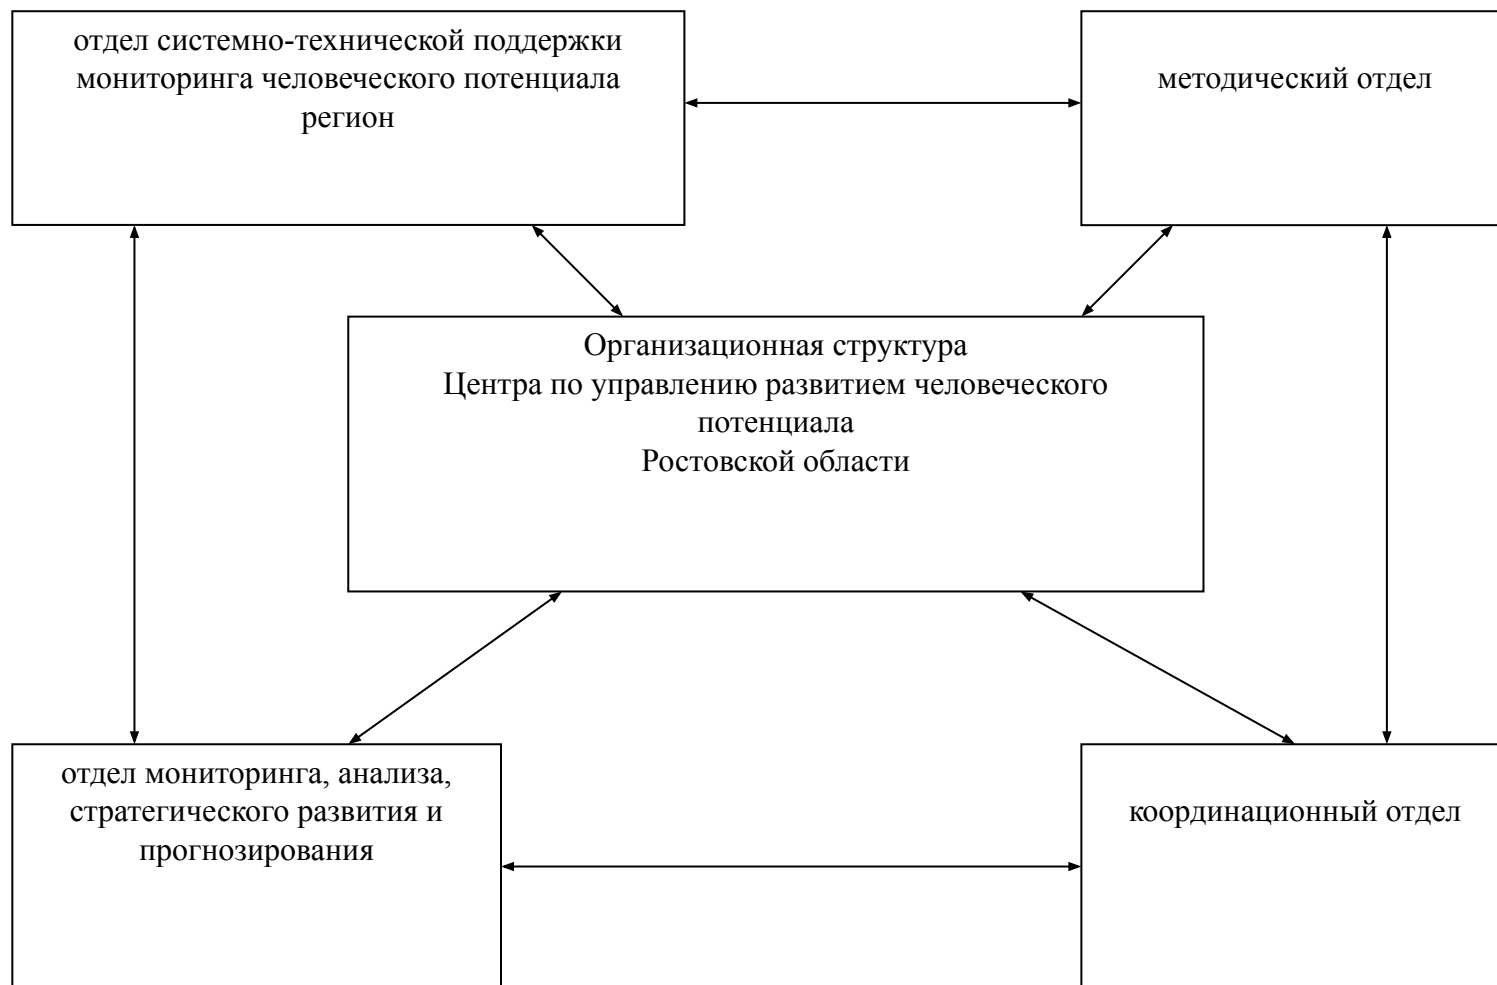 отдел системно-технической поддержки
мониторинга человеческого потенциала
регион
методический отдел
Организационная структура
Центра по управлению развитием человеческого
потенциала
Ростовской области
отдел мониторинга, анализа,
стратегического развития и
прогнозирования
координационный отдел